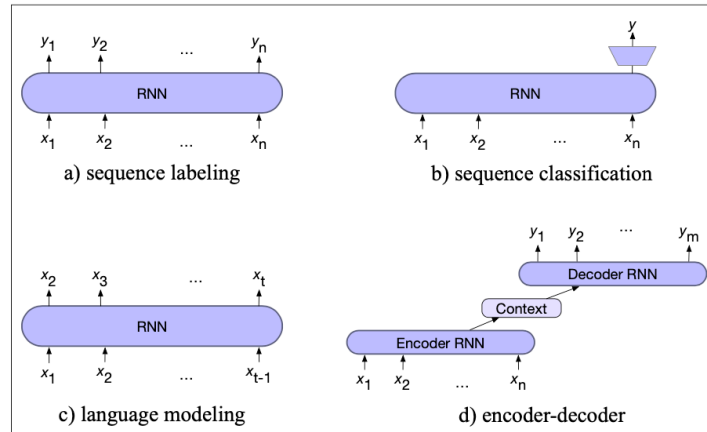 y1 y2 ... yn
RNN
x1 x2 ... xn
a) sequence labeling
y
RNN
x1 x2 ... xn
b) sequence classification
x2 x3 ... xt
RNN
x1 x2 ... xt-1
c) language modeling
y1 y2 ... ym
Decoder RNN
Context
Encoder RNN
x1 x2 ... xn
d) encoder-decoder